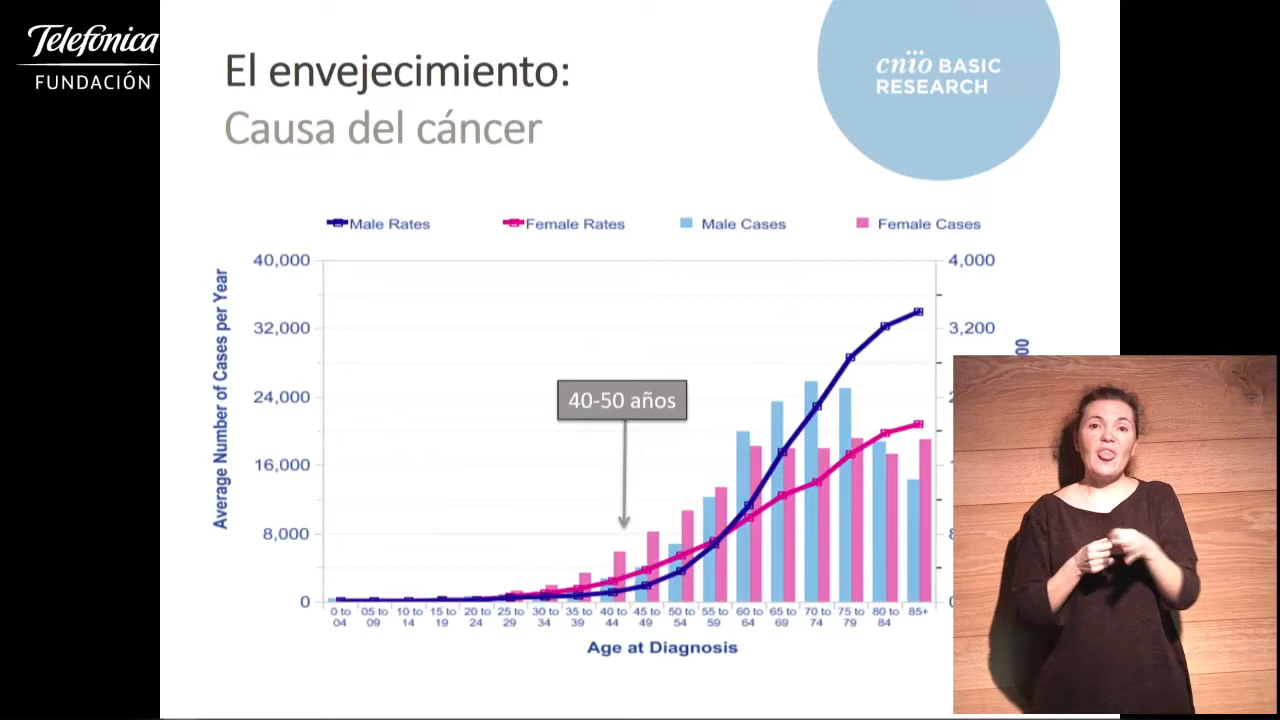 Telefónica
FUNDACIÓN
El envejecimiento:
Causa del cáncer
cnio BASIC
RESEARCH
Male Rates
Female Rates
Male Cases
Female Cases
Average Number of Cases per Year
40,000
32,000
24,000
16,000
8,000
0
4,000
3,200
40-50 años
0 to 04
05 to 09
10 to 14
15 to 19
20 to 24
25 to 29
30 to 34
35 to 39
40 to 44
45 to 49
50 to 54
55 to 59
60 to 64
65 to 69
70 to 74
75 to 79
80 to 84
85+
Age at Diagnosis